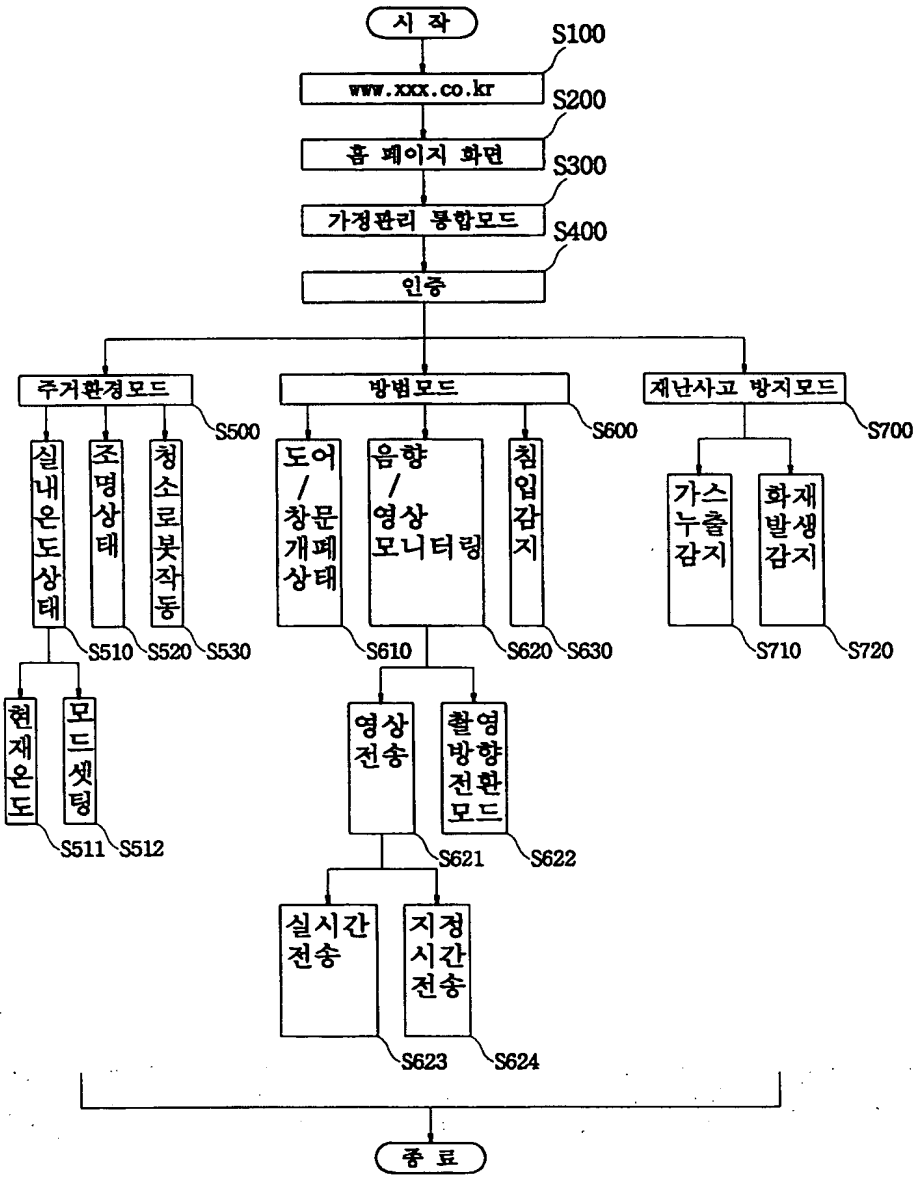 시 작
S100
www.xxx.co.kr
S200
홈 페이지 화면
S300
가정관리 통합모드
S400
인증
주거환경모드
S500
방범모드
S600
재난사고 방지모드
S700
실내온도상태
S510
조명상태
S520
청소로봇작동
S530
도어
/
창문
개폐
상태
S610
음향
/
영상
모니터링
S620
침입감지
S630
가스
누출
감지
S710
화재
발생
감지
S720
현재온도
S511
모드셋팅
S512
영상
전송
S621
촬영
방향
전환
모드
S622
실시간
전송
S623
지정
시간
전송
S624
종 료